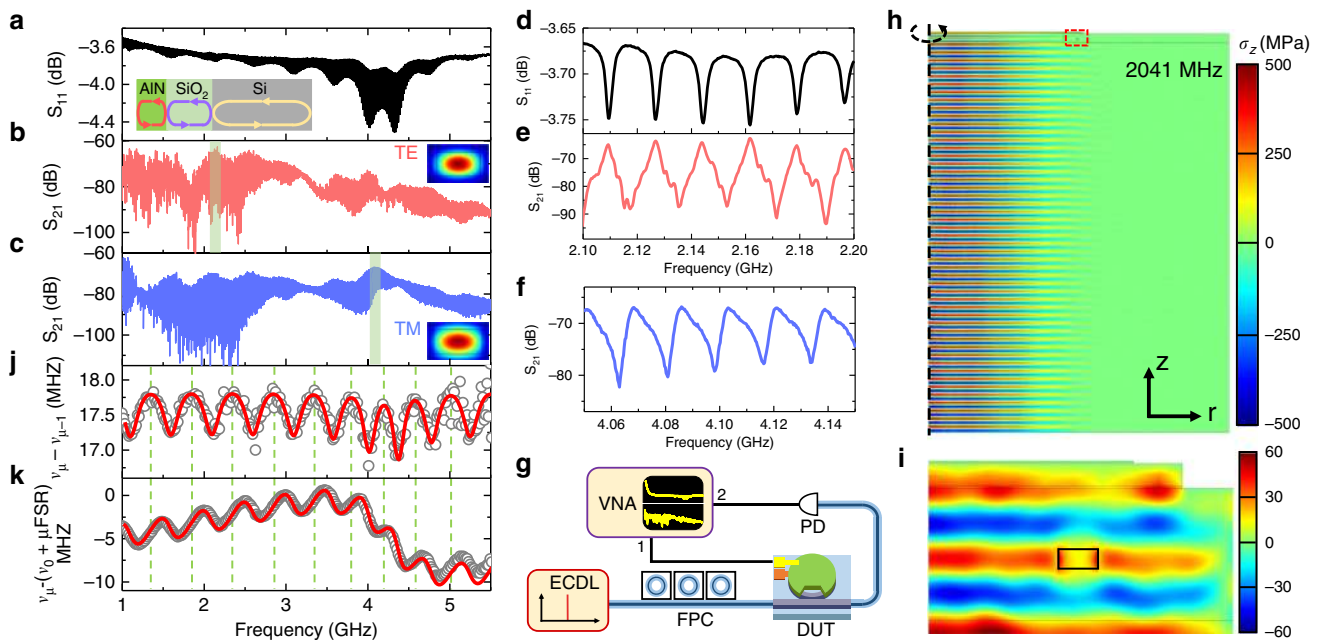 a
−3.6
−4.0
−4.4
S11 (dB)
AlN
SiO2
Si
b
−60
−80
−100
S21 (dB)
TE
c
−60
−80
−100
S21 (dB)
TM
j
18.0
17.5
17.0
νμ − νμ−1 (MHZ)
k
0
−5
−10
νμ-(ν0 + μFSR)
MHZ
1 2 3 4 5
Frequency (GHz)
d
−3.65
−3.70
−3.75
S11 (dB)
e
−70
−80
−90
S21 (dB)
2.10 2.12 2.14 2.16 2.18 2.20
Frequency (GHz)
f
−70
−80
S21 (dB)
4.06 4.08 4.10 4.12 4.14
Frequency (GHz)
g
VNA
2
1
PD
ECDL
FPC
DUT
h
2041 MHz
z
r
σz (MPa)
500
250
0
−250
−500
i
60
30
0
−30
−60